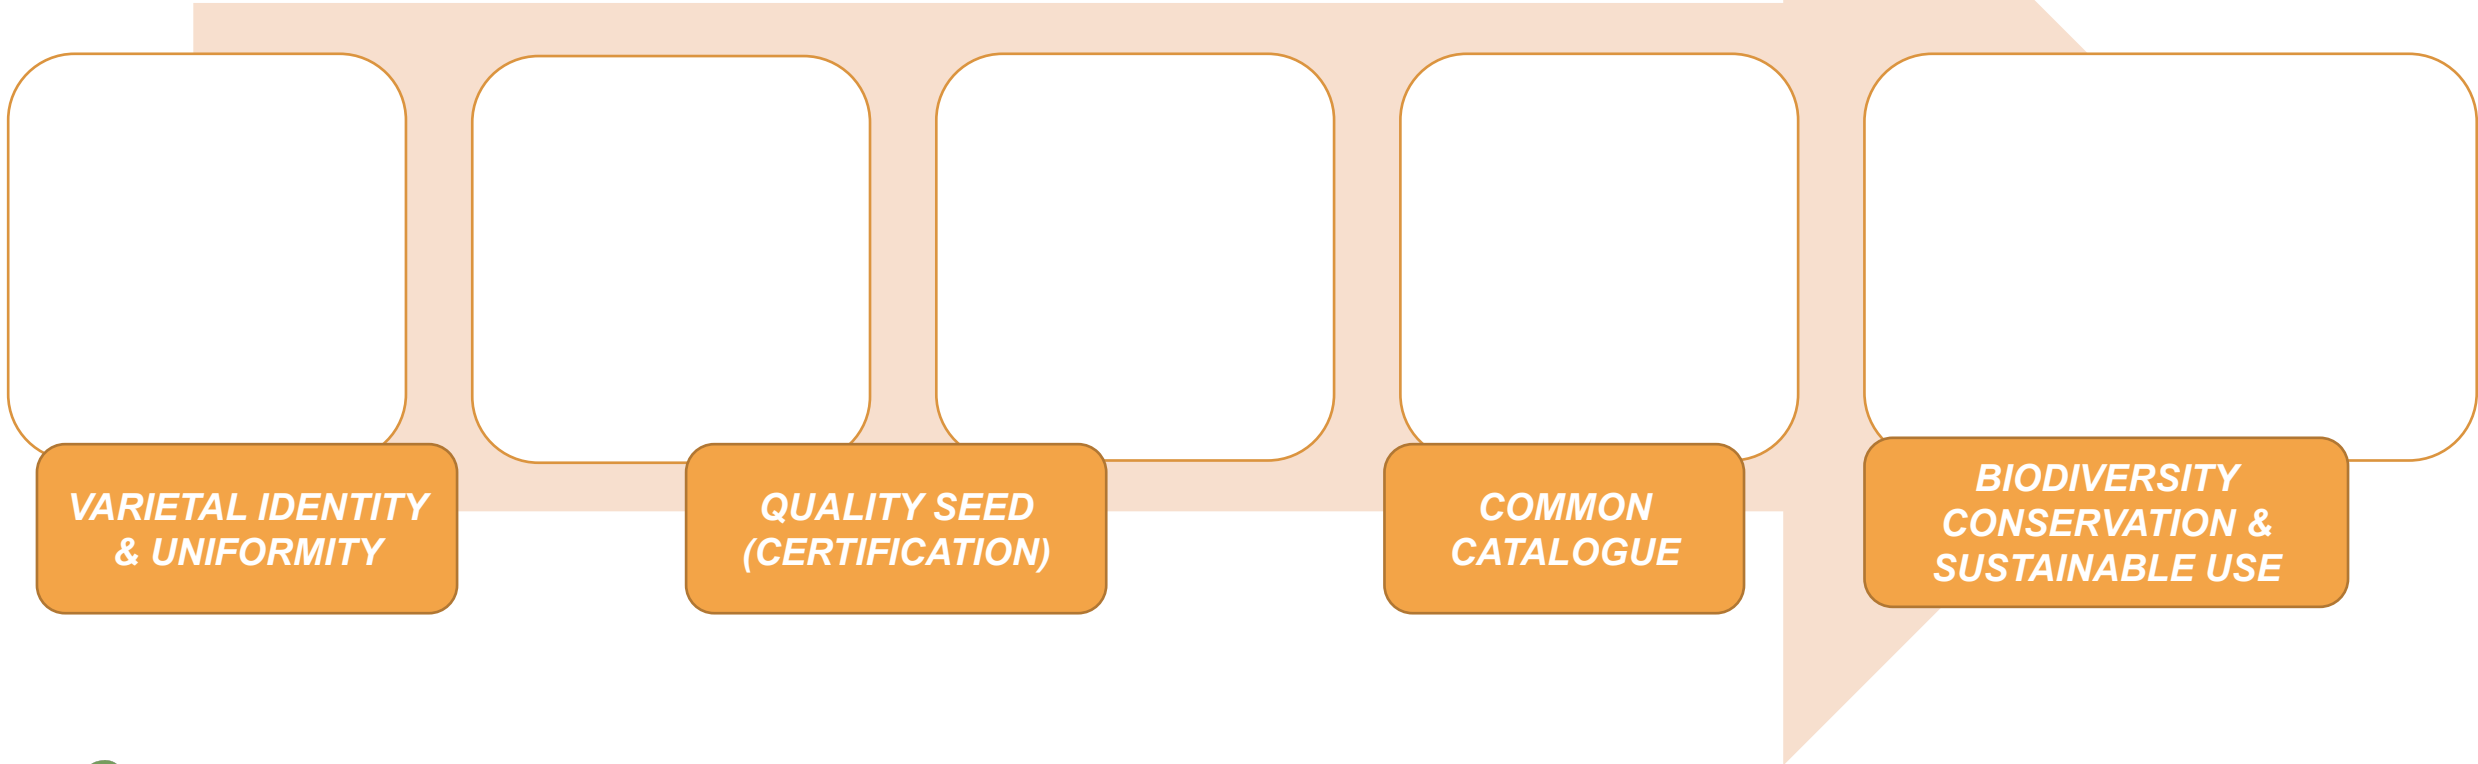 VARIETAL IDENTITY
& UNIFORMITY
QUALITY SEED
(CERTIFICATION)
COMMON
CATALOGUE
BIODIVERSITY
CONSERVATION &
SUSTAINABLE USE